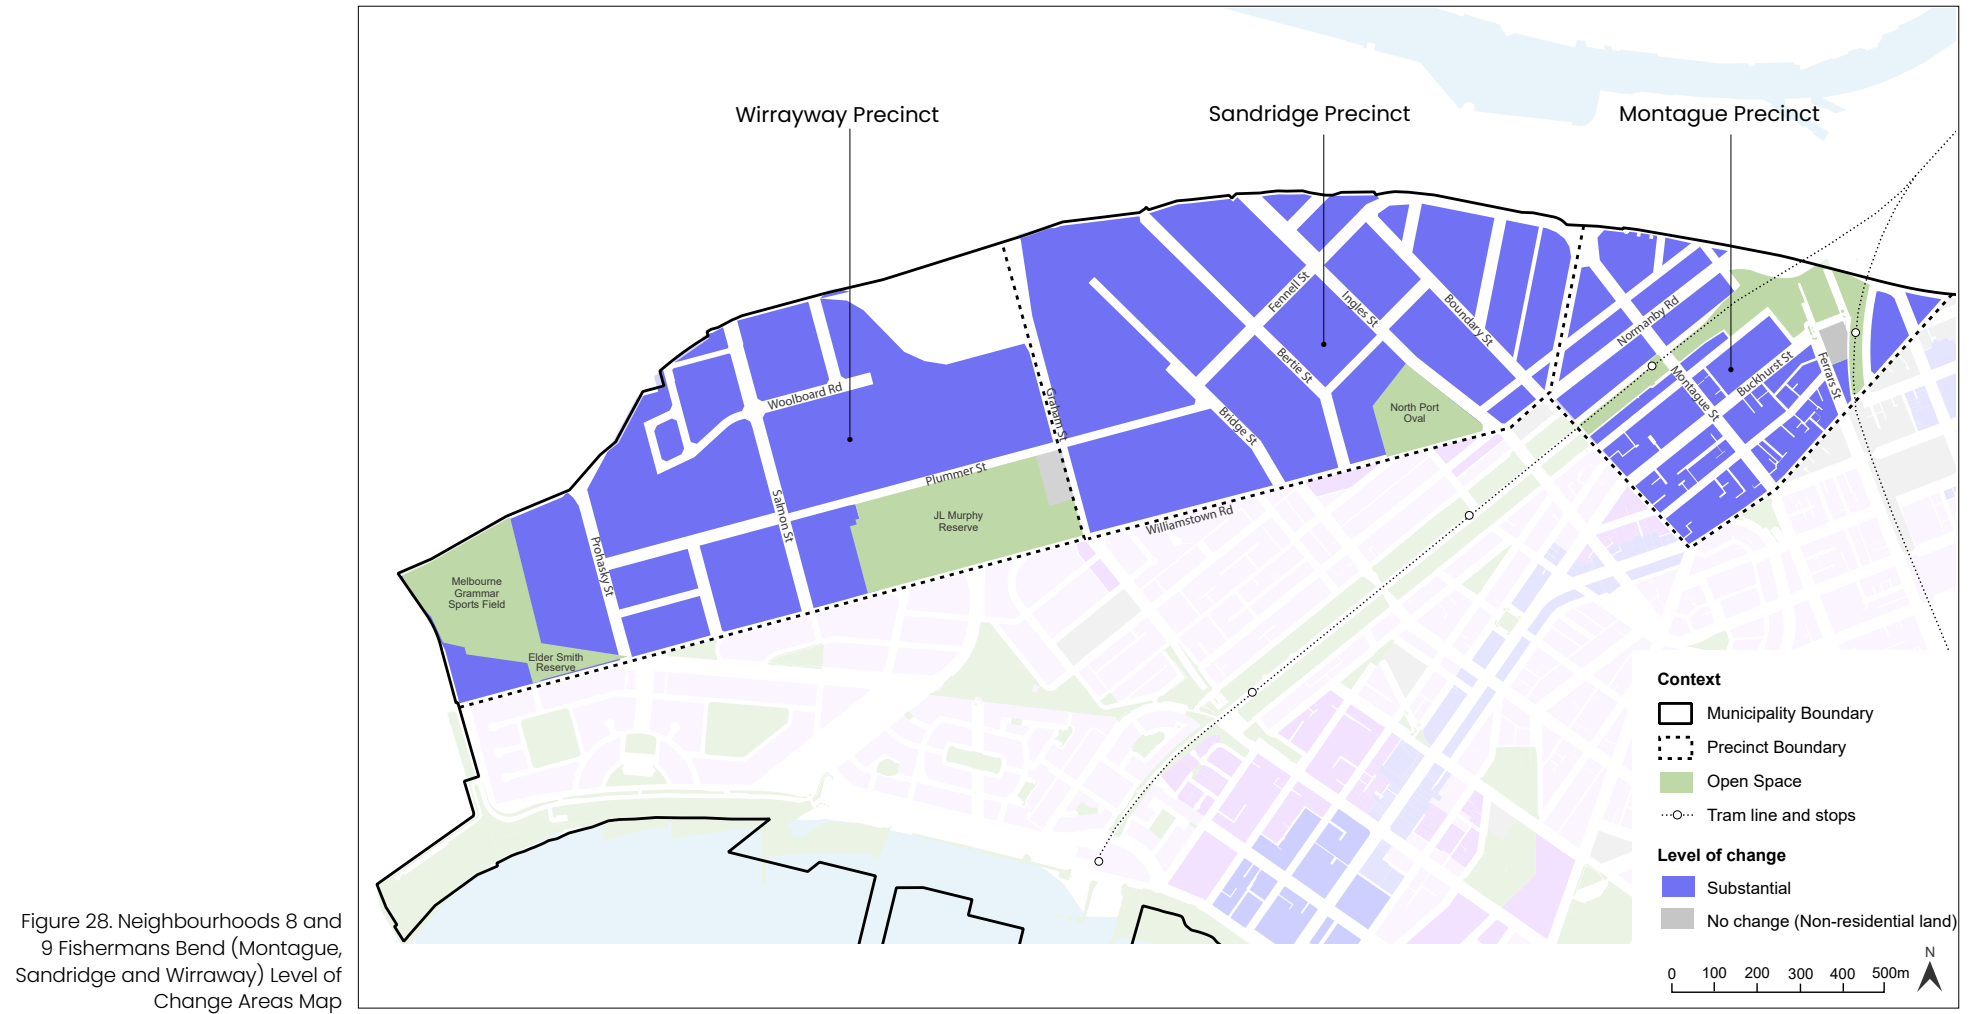 Wirrayway Precinct
Sandridge Precinct
Montague Precinct
Fennell St
Ingles St
Boundary St
Normanby Rd
Bertie St
Montague St
Buckhurst St
Ferrars St
Woolboard Rd
Graham St
North Port
Oval
Bridge St
Plummer St
Salmon St
JL Murphy
Reserve
Williamstown Rd
Prohasky St
Melbourne
Grammar
Sports Field
Elder Smith
Reserve
Context
Municipality Boundary
Precinct Boundary
Open Space
Tram line and stops
Level of change
Substantial
No change (Non-residential land)
N
0 100 200 300 400 500m
Figure 28. Neighbourhoods 8 and
9 Fishermans Bend (Montague,
Sandridge and Wirraway) Level of
Change Areas Map